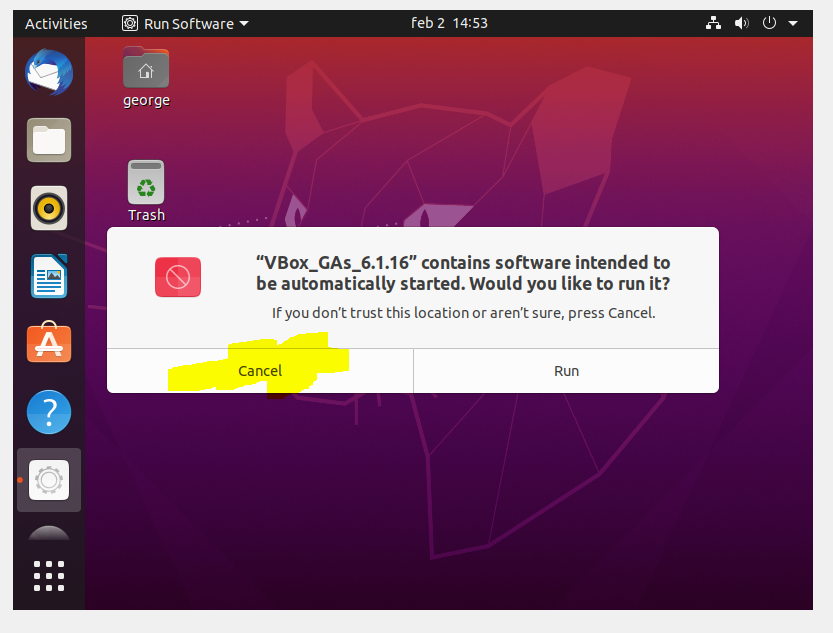 Activities Run Software feb 2 14:53
george
Trash
“VBox_GAs_6.1.16” contains software intended to
be automatically started. Would you like to run it?
If you don’t trust this location or aren’t sure, press Cancel.
Cancel Run